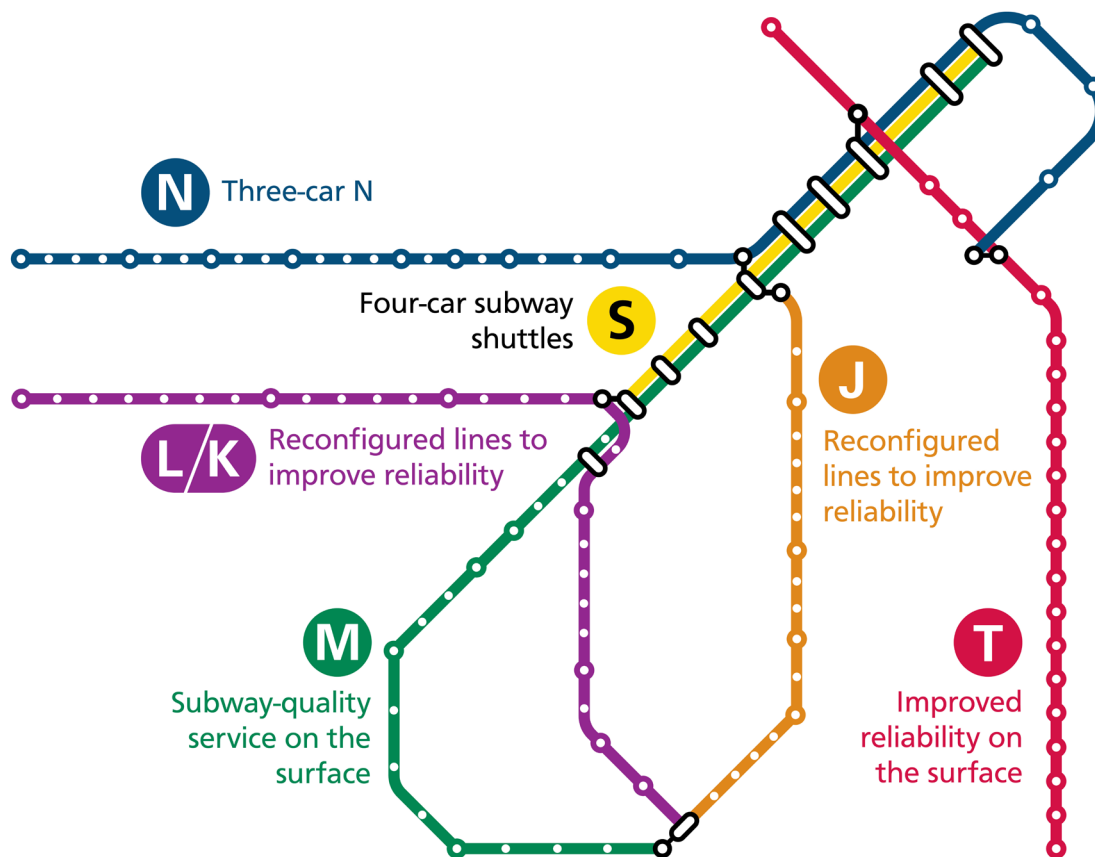 N
Three-car N
Four-car subway
shuttles
S
J
Reconfigured
lines to improve
reliability
L/K
Reconfigured lines to
improve reliability
M
Subway-quality
service on the
surface
T
Improved
reliability on
the surface